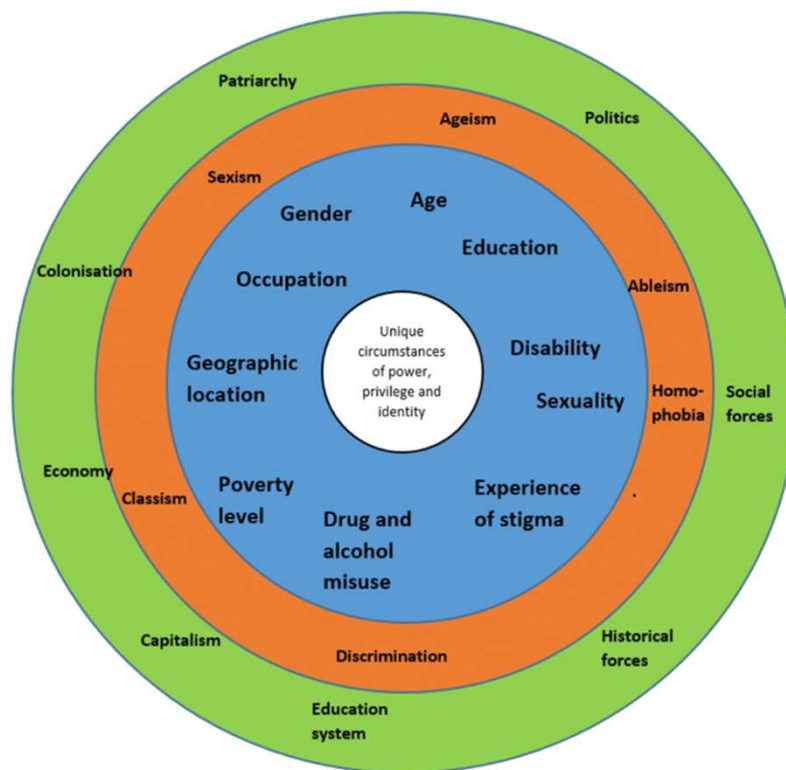 Patriarchy
Politics
Ageism
Sexism
Gender
Age
Education
Colonisation
Occupation
Ableism
Unique
circumstances
of power,
privilege and
identity
Geographic
location
Disability
Sexuality
Homo-
phobia
Social
forces
Economy
Classism
Poverty
level
Drug and
alcohol
misuse
Experience
of stigma
Capitalism
Discrimination
Historical
forces
Education
system